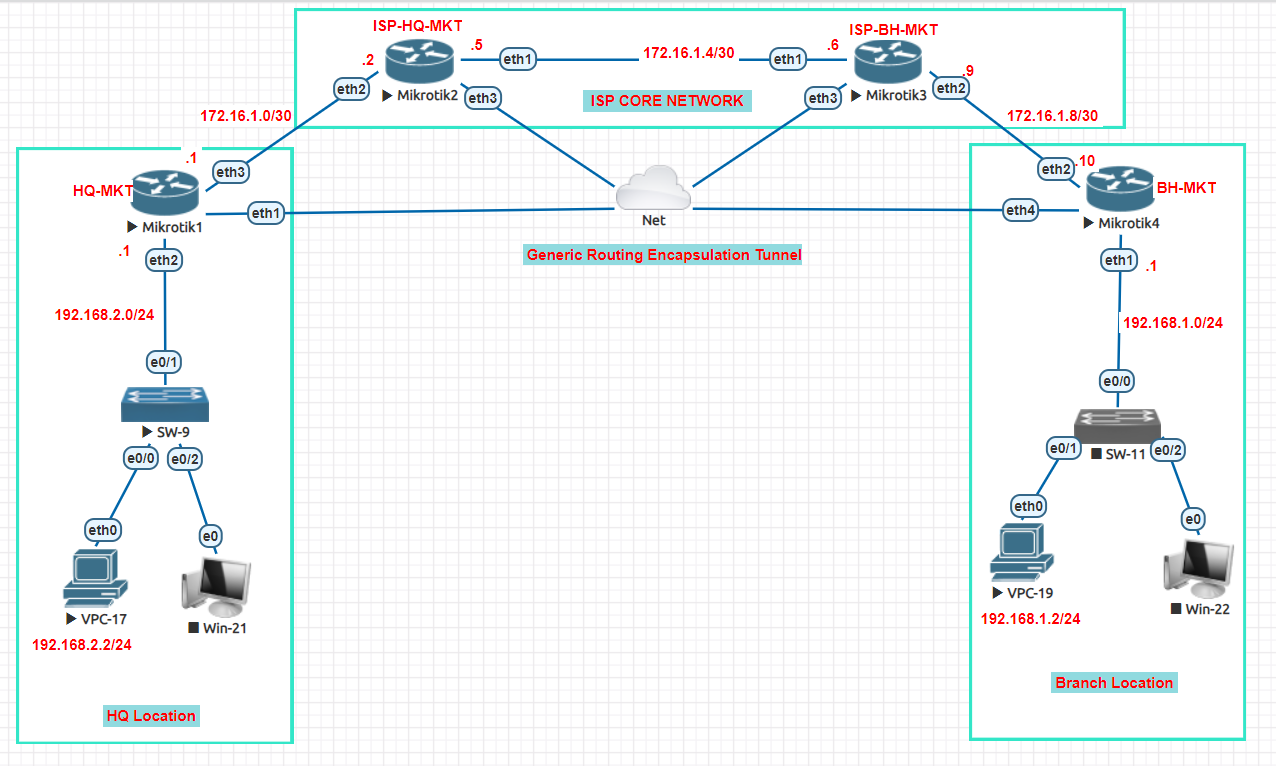 ISP-HQ-MKT
ISP-BH-MKT
.2
.5
eth1
172.16.1.4/30
eth1
.6
.9
eth2
Mikrotik2
eth3
ISP CORE NETWORK
eth3
Mikrotik3
eth2
172.16.1.0/30
172.16.1.8/30
.1
eth3
HQ-MKT
Mikrotik1
eth1
Net
eth2
.10
BH-MKT
eth4
Mikrotik4
Generic Routing Encapsulation Tunnel
.1
eth2
eth1
.1
192.168.2.0/24
192.168.1.0/24
e0/1
SW-9
e0/0
e0/2
eth0
e0
VPC-17
Win-21
192.168.2.2/24
HQ Location
e0/0
SW-11
e0/1
e0/2
eth0
e0
VPC-19
Win-22
192.168.1.2/24
Branch Location